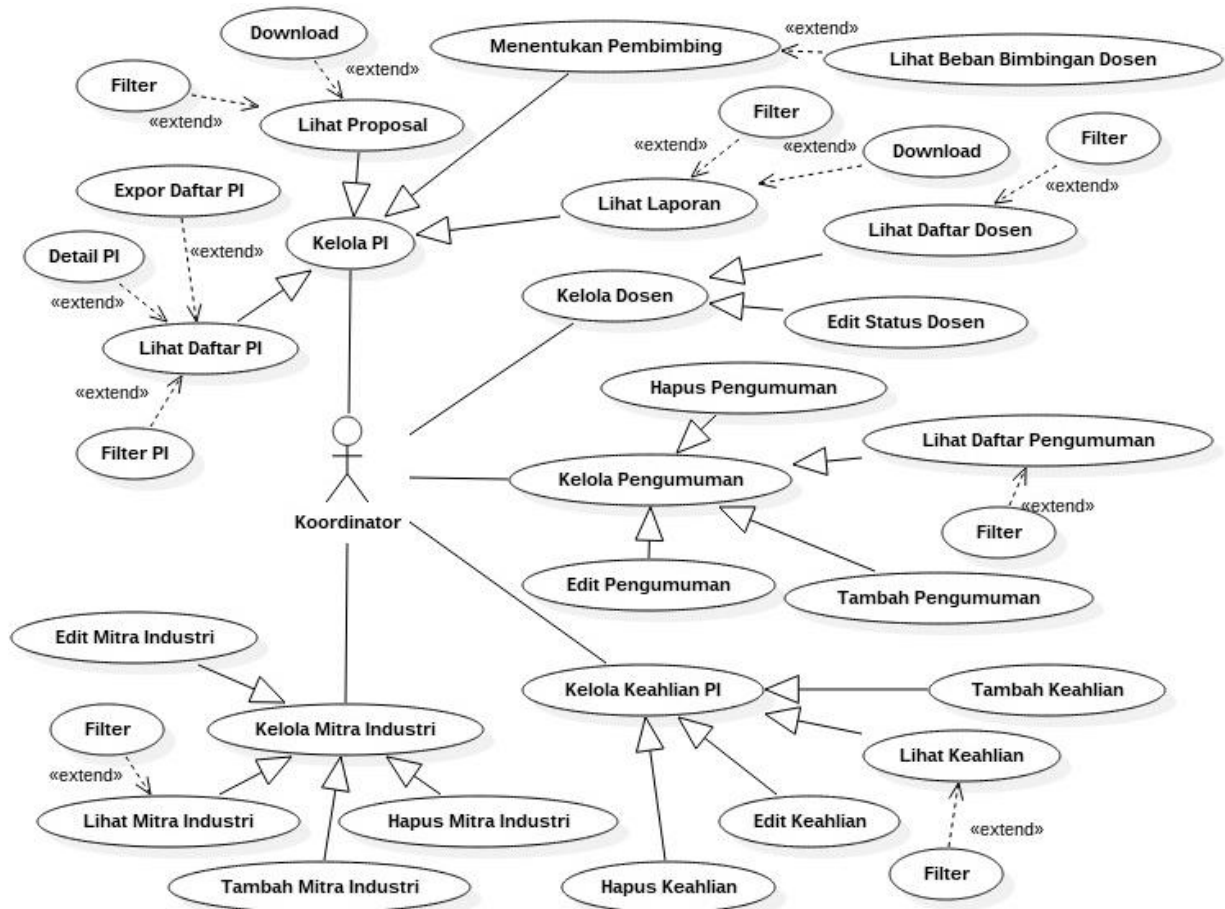 Download
«extend»
Menentukan Pembimbing
«extend»
Lihat Beban Bimbingan Dosen
Filter
«extend»
Lihat Proposal
Filter
«extend»
«extend»
Download
Filter
«extend»
Expor Daftar PI
Lihat Laporan
Lihat Daftar Dosen
Detail PI
«extend»
«extend»
Kelola PI
Kelola Dosen
Edit Status Dosen
Lihat Daftar PI
«extend»
Filter PI
Hapus Pengumuman
Lihat Daftar Pengumuman
Kelola Pengumuman
«extend»
Filter
Koordinator
Edit Pengumuman
Tambah Pengumuman
Edit Mitra Industri
Kelola Keahlian PI
Tambah Keahlian
Filter
«extend»
Kelola Mitra Industri
Lihat Keahlian
Lihat Mitra Industri
Hapus Mitra Industri
Edit Keahlian
«extend»
Tambah Mitra Industri
Hapus Keahlian
Filter